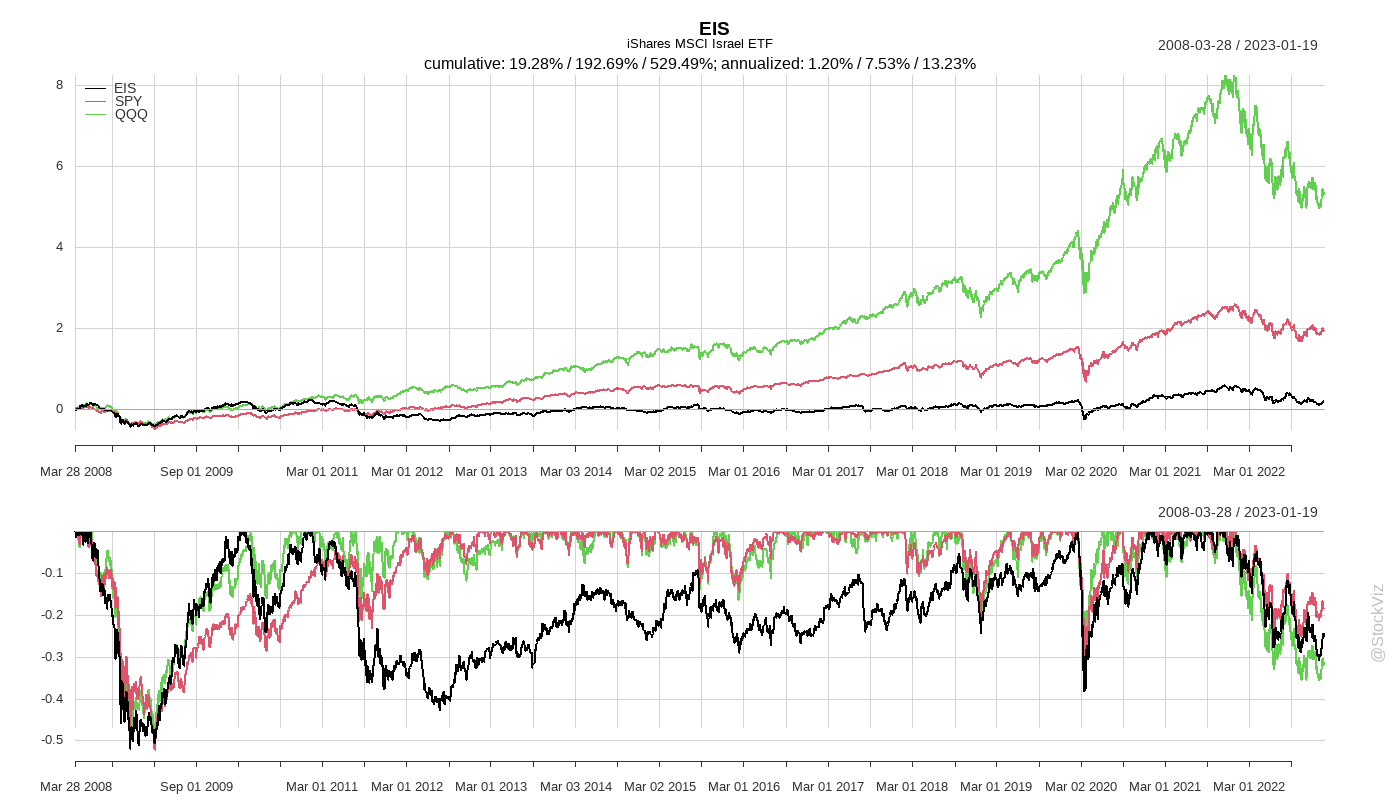 EIS
iShares MSCI Israel ETF
2008-03-28 / 2023-01-19
cumulative: 19.28% / 192.69% / 529.49%; annualized: 1.20% / 7.53% / 13.23%
EIS
SPY
QQQ
8
6
4
2
0
Mar 28 2008 Sep 01 2009 Mar 01 2011 Mar 01 2012 Mar 01 2013 Mar 03 2014 Mar 02 2015 Mar 01 2016 Mar 01 2017 Mar 01 2018 Mar 01 2019 Mar 02 2020 Mar 01 2021 Mar 01 2022
2008-03-28 / 2023-01-19
-0.1
-0.2
-0.3
-0.4
-0.5
Mar 28 2008 Sep 01 2009 Mar 01 2011 Mar 01 2012 Mar 01 2013 Mar 03 2014 Mar 02 2015 Mar 01 2016 Mar 01 2017 Mar 01 2018 Mar 01 2019 Mar 02 2020 Mar 01 2021 Mar 01 2022
@StockViz